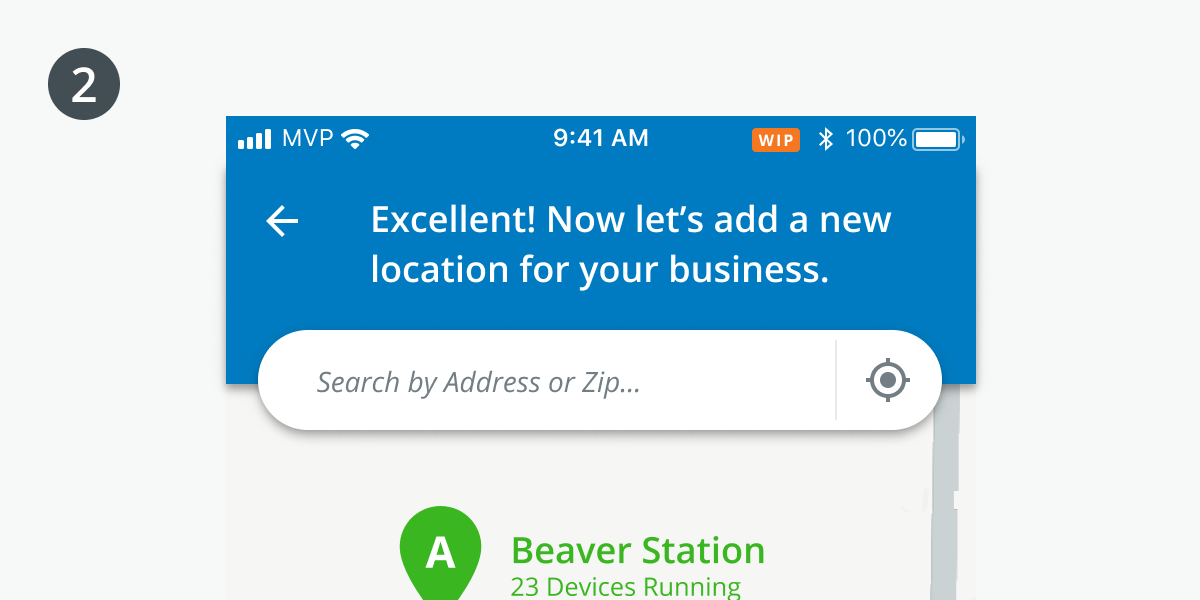 2
MVP 9:41 AM WIP 100%
Excellent! Now let’s add a new
location for your business.
Search by Address or Zip...
A
Beaver Station
23 Devices Running